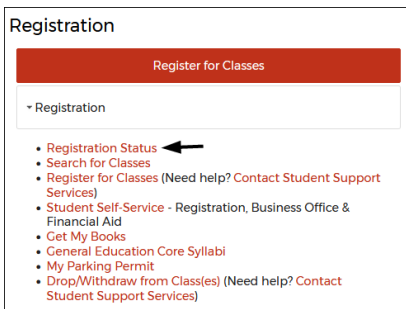 Registration
Register for Classes
Registration
• Registration Status
• Search for Classes
• Register for Classes (Need help? Contact Student Support
Services)
• Student Self-Service - Registration, Business Office &
Financial Aid
• Get My Books
• General Education Core Syllabi
• My Parking Permit
• Drop/Withdraw from Class(es) (Need help? Contact
Student Support Services)